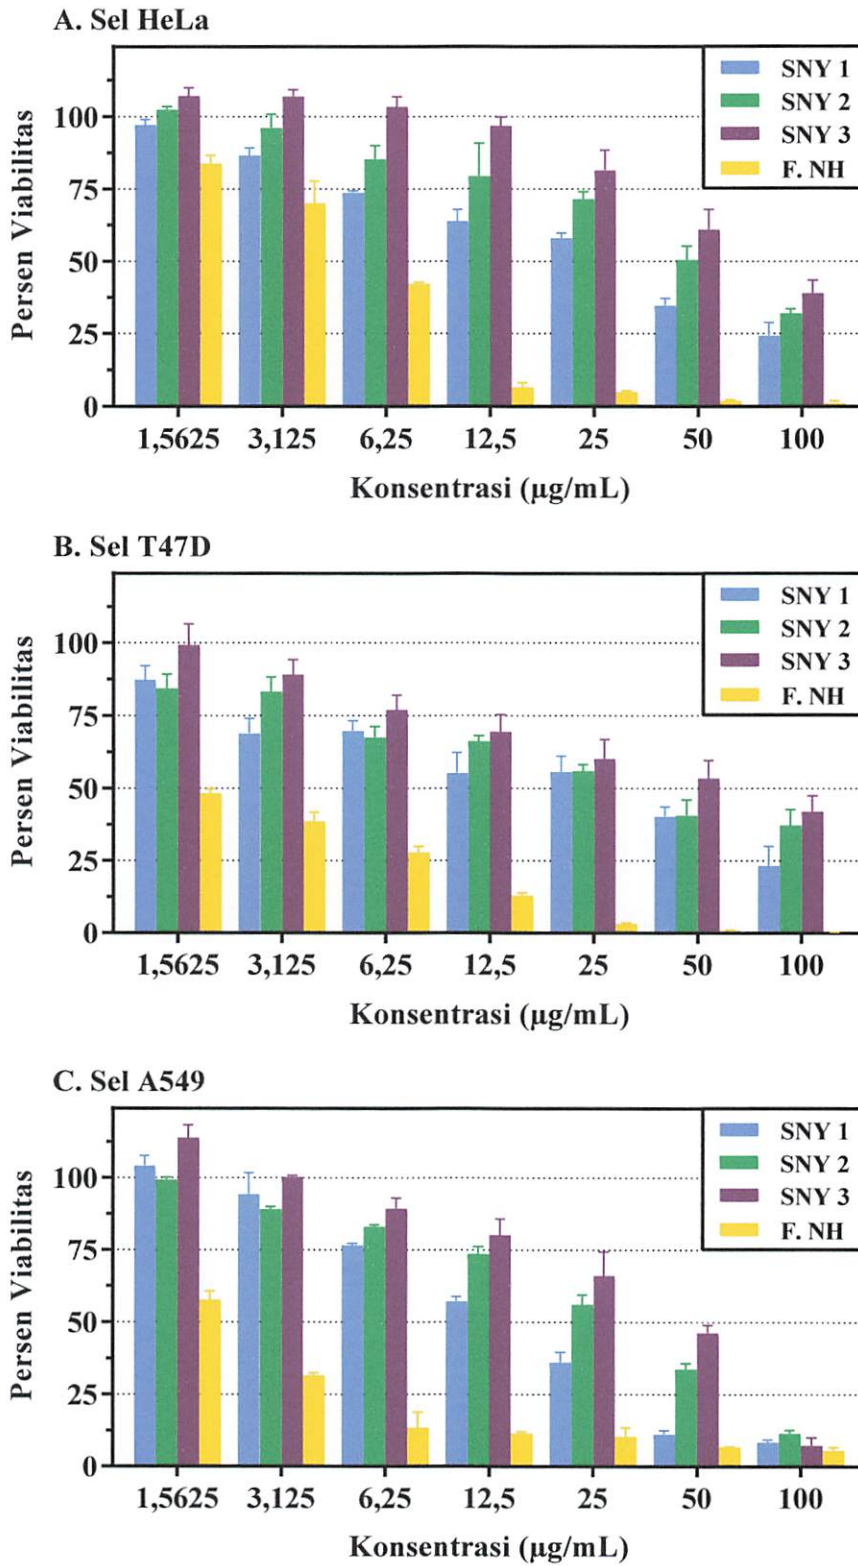 A. Sel HeLa
SNY 1
SNY 2
SNY 3
F. NH
Persen Viabilitas
100
75
50
25
0
1,5625 3,125 6,25 12,5 25 50 100
Konsentrasi (µg/mL)
B. Sel T47D
SNY 1
SNY 2
SNY 3
F. NH
Persen Viabilitas
100
75
50
25
0
1,5625 3,125 6,25 12,5 25 50 100
Konsentrasi (µg/mL)
C. Sel A549
SNY 1
SNY 2
SNY 3
F. NH
Persen Viabilitas
100
75
50
25
0
1,5625 3,125 6,25 12,5 25 50 100
Konsentrasi (µg/mL)